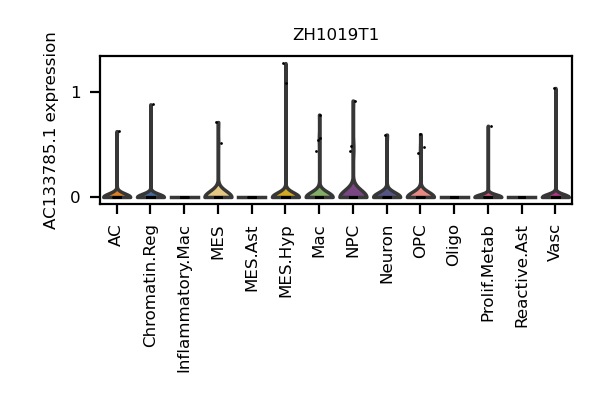 ZH1019T1
AC133785.1 expression
1
0
AC
Chromatin.Reg
Inflammatory.Mac
MES
MES.Ast
MES.Hyp
Mac
NPC
Neuron
OPC
Oligo
Prolif.Metab
Reactive.Ast
Vasc